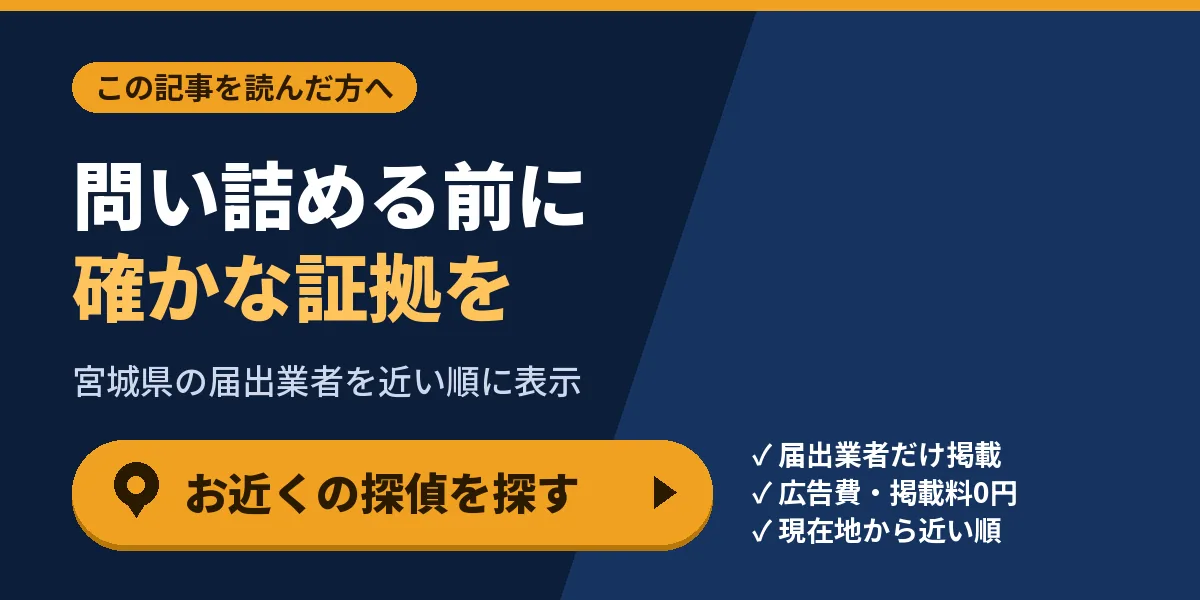 この記事を読んだ方へ
問い詰める前に
確かな証拠を
宮城県の届出業者を近い順に表示
お近くの探偵を探す
✓ 届出業者だけ掲載
✓ 広告費・掲載料0円
✓ 現在地から近い順